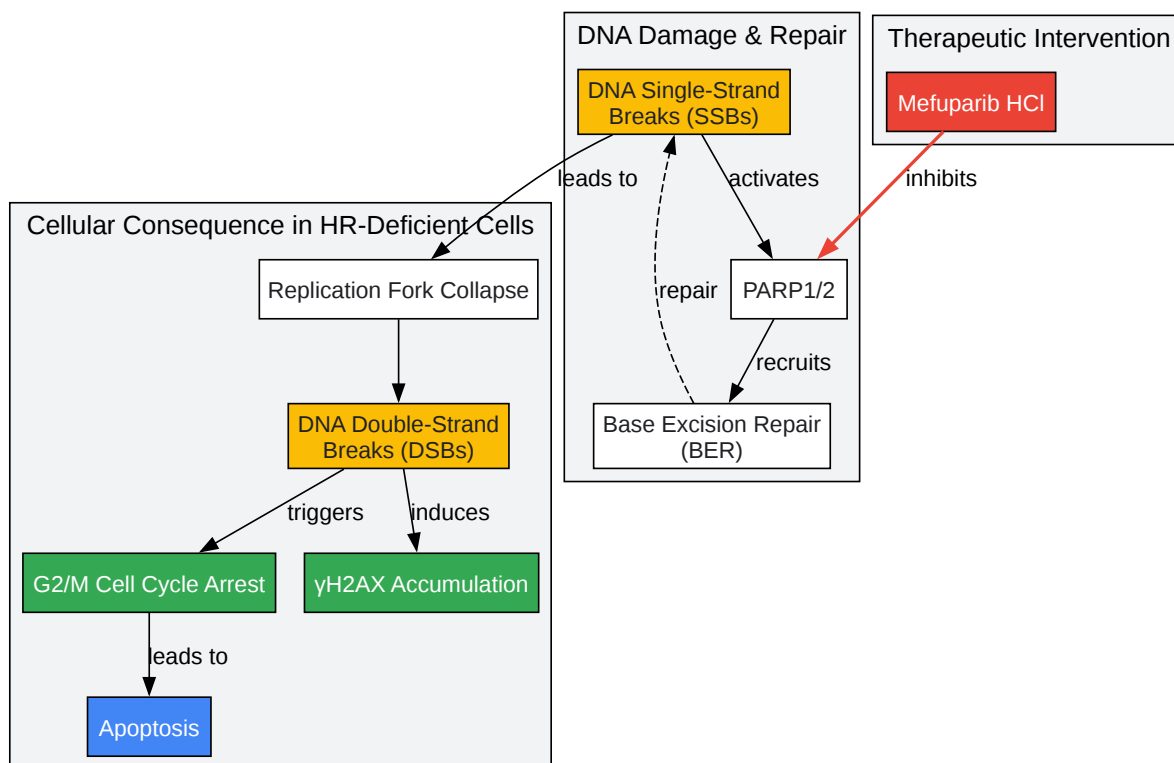 DNA Damage & Repair
Therapeutic Intervention
DNA Single-Strand
Breaks (SSBs)
Mefuparib HCl
leads to
activates
inhibits
Cellular Consequence in HR-Deficient Cells
Replication Fork Collapse
repair
PARP1/2
recruits
DNA Double-Strand
Breaks (DSBs)
Base Excision Repair
(BER)
triggers
induces
G2/M Cell Cycle Arrest
γH2AX Accumulation
leads to
Apoptosis